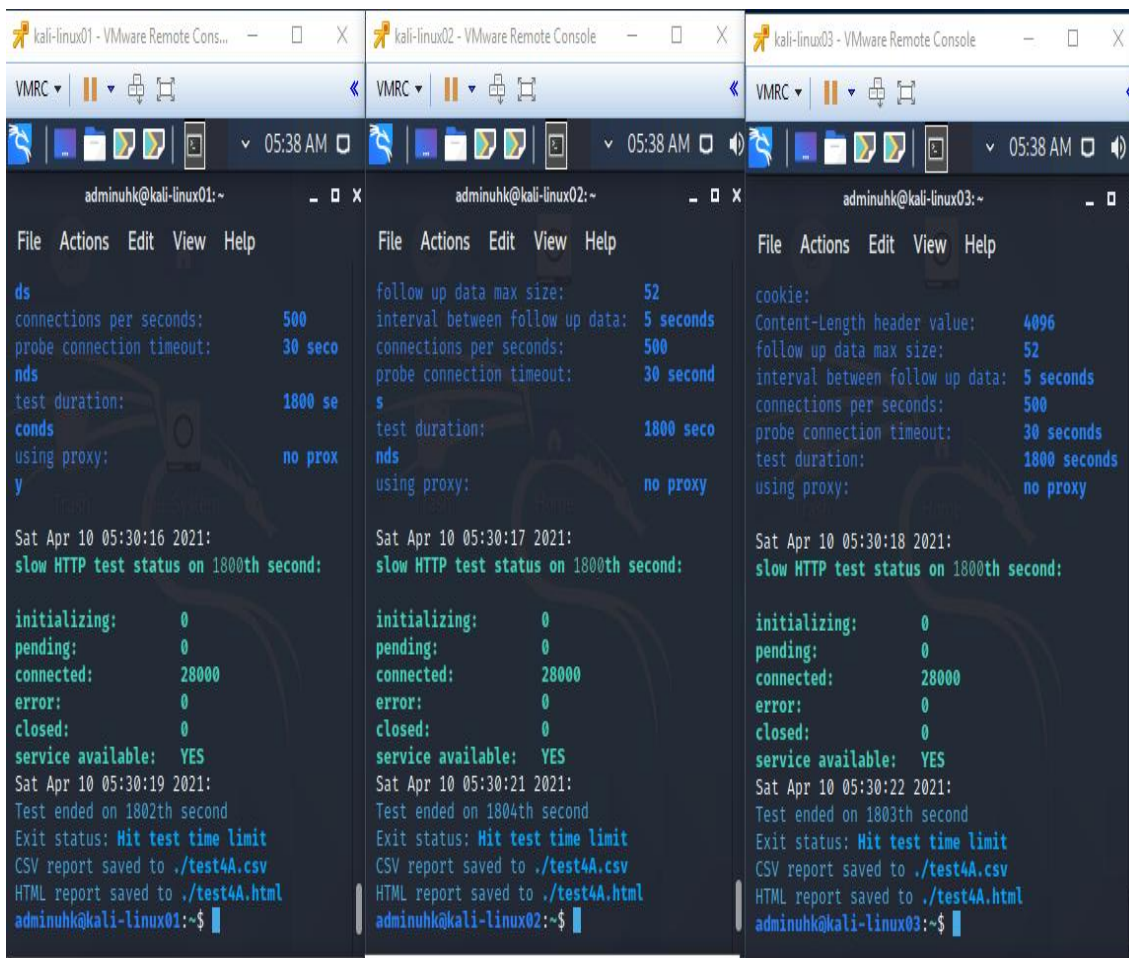 kali-linux01 - VMware Remote Cons...
VMRC
05:38 AM
adminuhk@kali-linux01:~
File Actions Edit View Help
ds
connections per seconds: 500
probe connection timeout: 30 seco
nds
test duration: 1800 se
conds
using proxy: no prox
y
Sat Apr 10 05:30:16 2021:
slow HTTP test status on 1800th second:
initializing: 0
pending: 0
connected: 28000
error: 0
closed: 0
service available: YES
Sat Apr 10 05:30:19 2021:
Test ended on 1802th second
Exit status: Hit test time limit
CSV report saved to ./test4A.csv
HTML report saved to ./test4A.html
adminuhk@kali-linux01:~$
kali-linux02 - VMware Remote Console
VMRC
05:38 AM
adminuhk@kali-linux02:~
File Actions Edit View Help
follow up data max size: 52
interval between follow up data: 5 seconds
connections per seconds: 500
probe connection timeout: 30 second
s
test duration: 1800 seco
nds
using proxy: no proxy
Sat Apr 10 05:30:17 2021:
slow HTTP test status on 1800th second:
initializing: 0
pending: 0
connected: 28000
error: 0
closed: 0
service available: YES
Sat Apr 10 05:30:21 2021:
Test ended on 1804th second
Exit status: Hit test time limit
CSV report saved to ./test4A.csv
HTML report saved to ./test4A.html
adminuhk@kali-linux02:~$
kali-linux03 - VMware Remote Console
VMRC
05:38 AM
adminuhk@kali-linux03:~
File Actions Edit View Help
cookie:
Content-Length header value: 4096
follow up data max size: 52
interval between follow up data: 5 seconds
connections per seconds: 500
probe connection timeout: 30 seconds
test duration: 1800 seconds
using proxy: no proxy
Sat Apr 10 05:30:18 2021:
slow HTTP test status on 1800th second:
initializing: 0
pending: 0
connected: 28000
error: 0
closed: 0
service available: YES
Sat Apr 10 05:30:22 2021:
Test ended on 1803th second
Exit status: Hit test time limit
CSV report saved to ./test4A.csv
HTML report saved to ./test4A.html
adminuhk@kali-linux03:~$